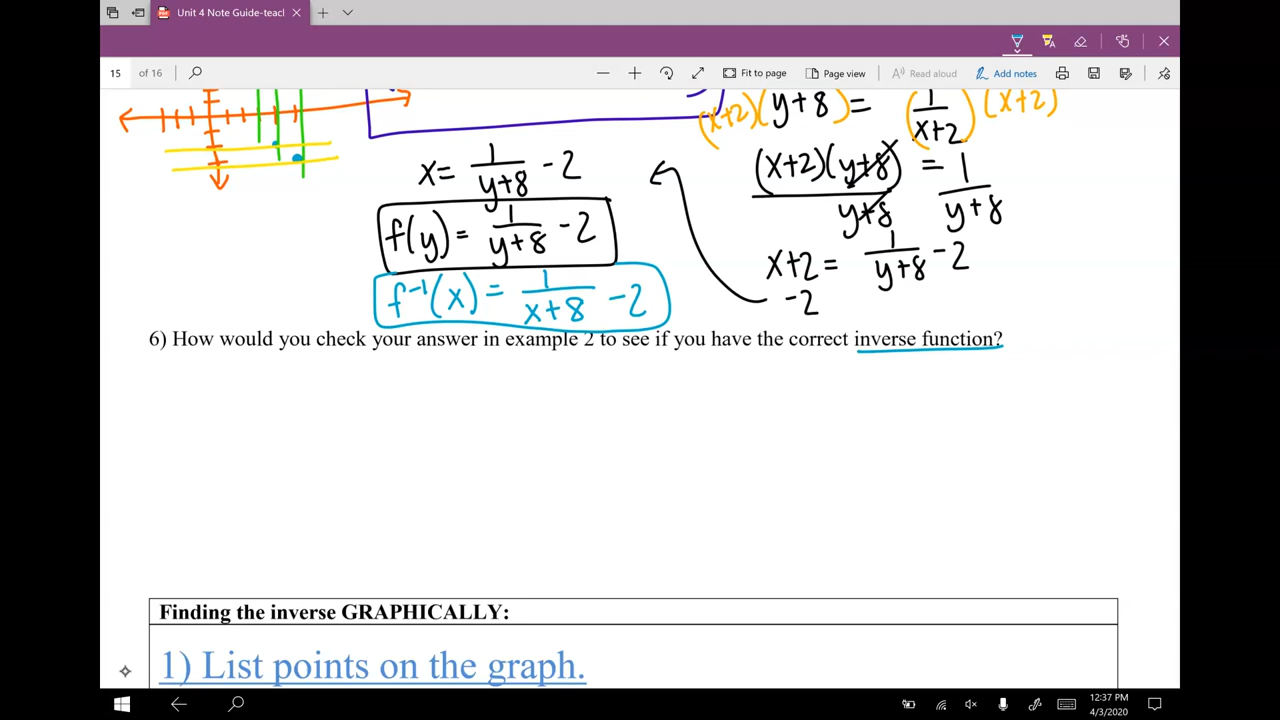 Unit 4 Note Guide-teacl
15 of 16 Fit to page Page view Read aloud Add notes
(x+2)(y+8) = (1/x+2)(x+2)
x = 1/y+8 - 2
(x+2)(y+8)/y+8 = 1/y+8
f(y) = 1/y+8 - 2
x+2 = 1/y+8 - 2
-2
f⁻¹(x) = 1/x+8 - 2
6) How would you check your answer in example 2 to see if you have the correct inverse function?
Finding the inverse GRAPHICALLY:
1) List points on the graph.
12:37 PM
4/3/2020